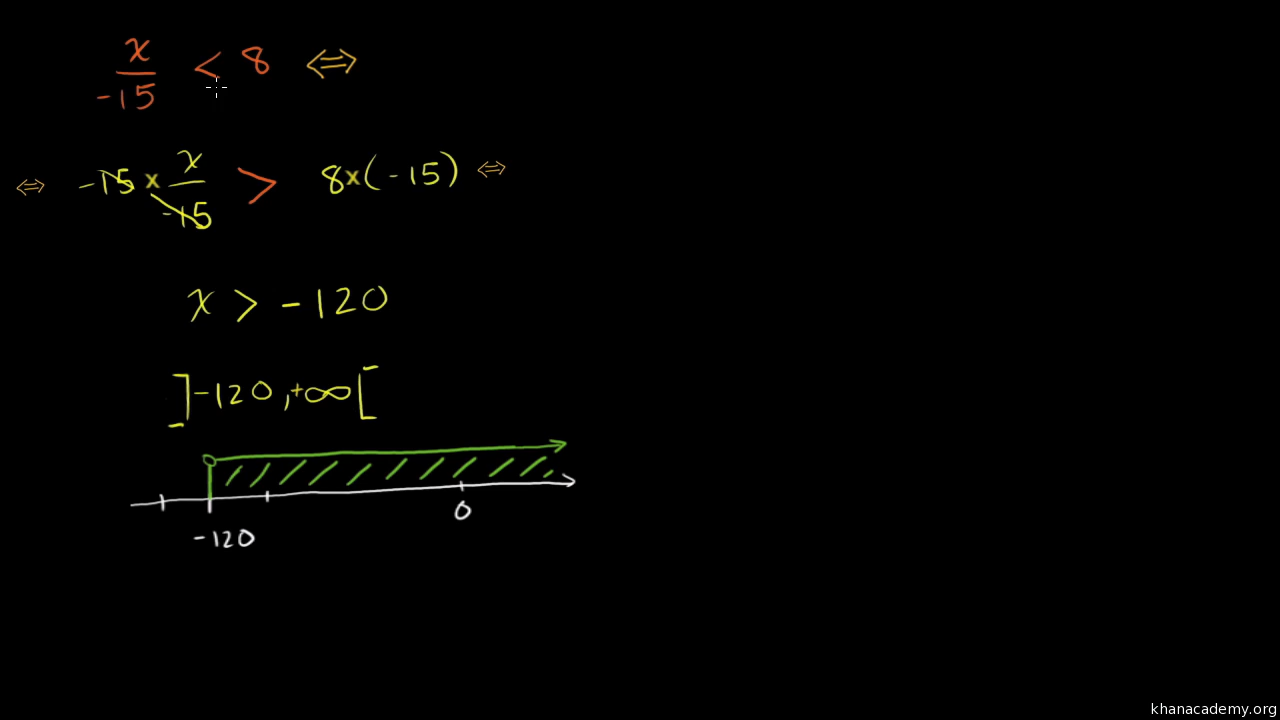 x/-15 < 8 ⇔
⇔ -15 x x/-15 > 8x(-15) ⇔
x > -120
]-120,+∞[
0
-120
khanacademy.org